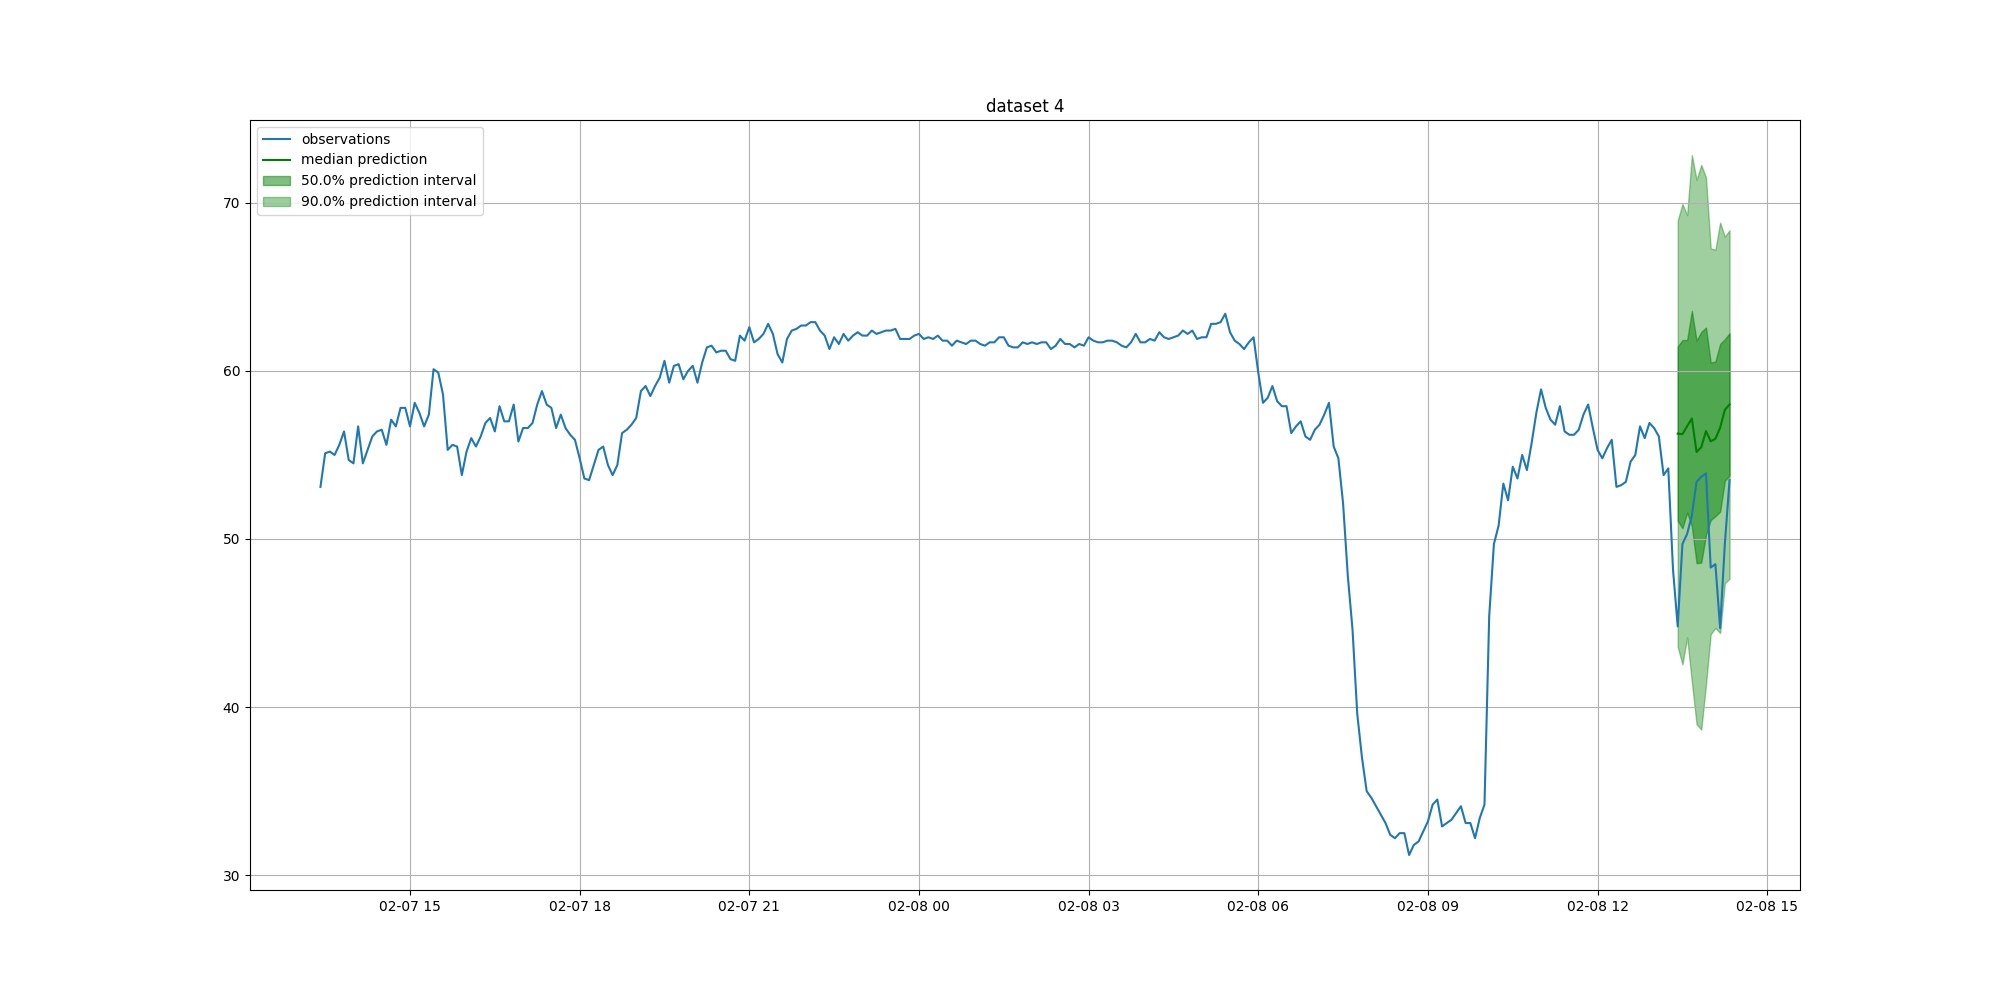 dataset 4
observations
median prediction
50.0% prediction interval
90.0% prediction interval
70
60
50
40
30
02-07 15
02-07 18
02-07 21
02-08 00
02-08 03
02-08 06
02-08 09
02-08 12
02-08 15